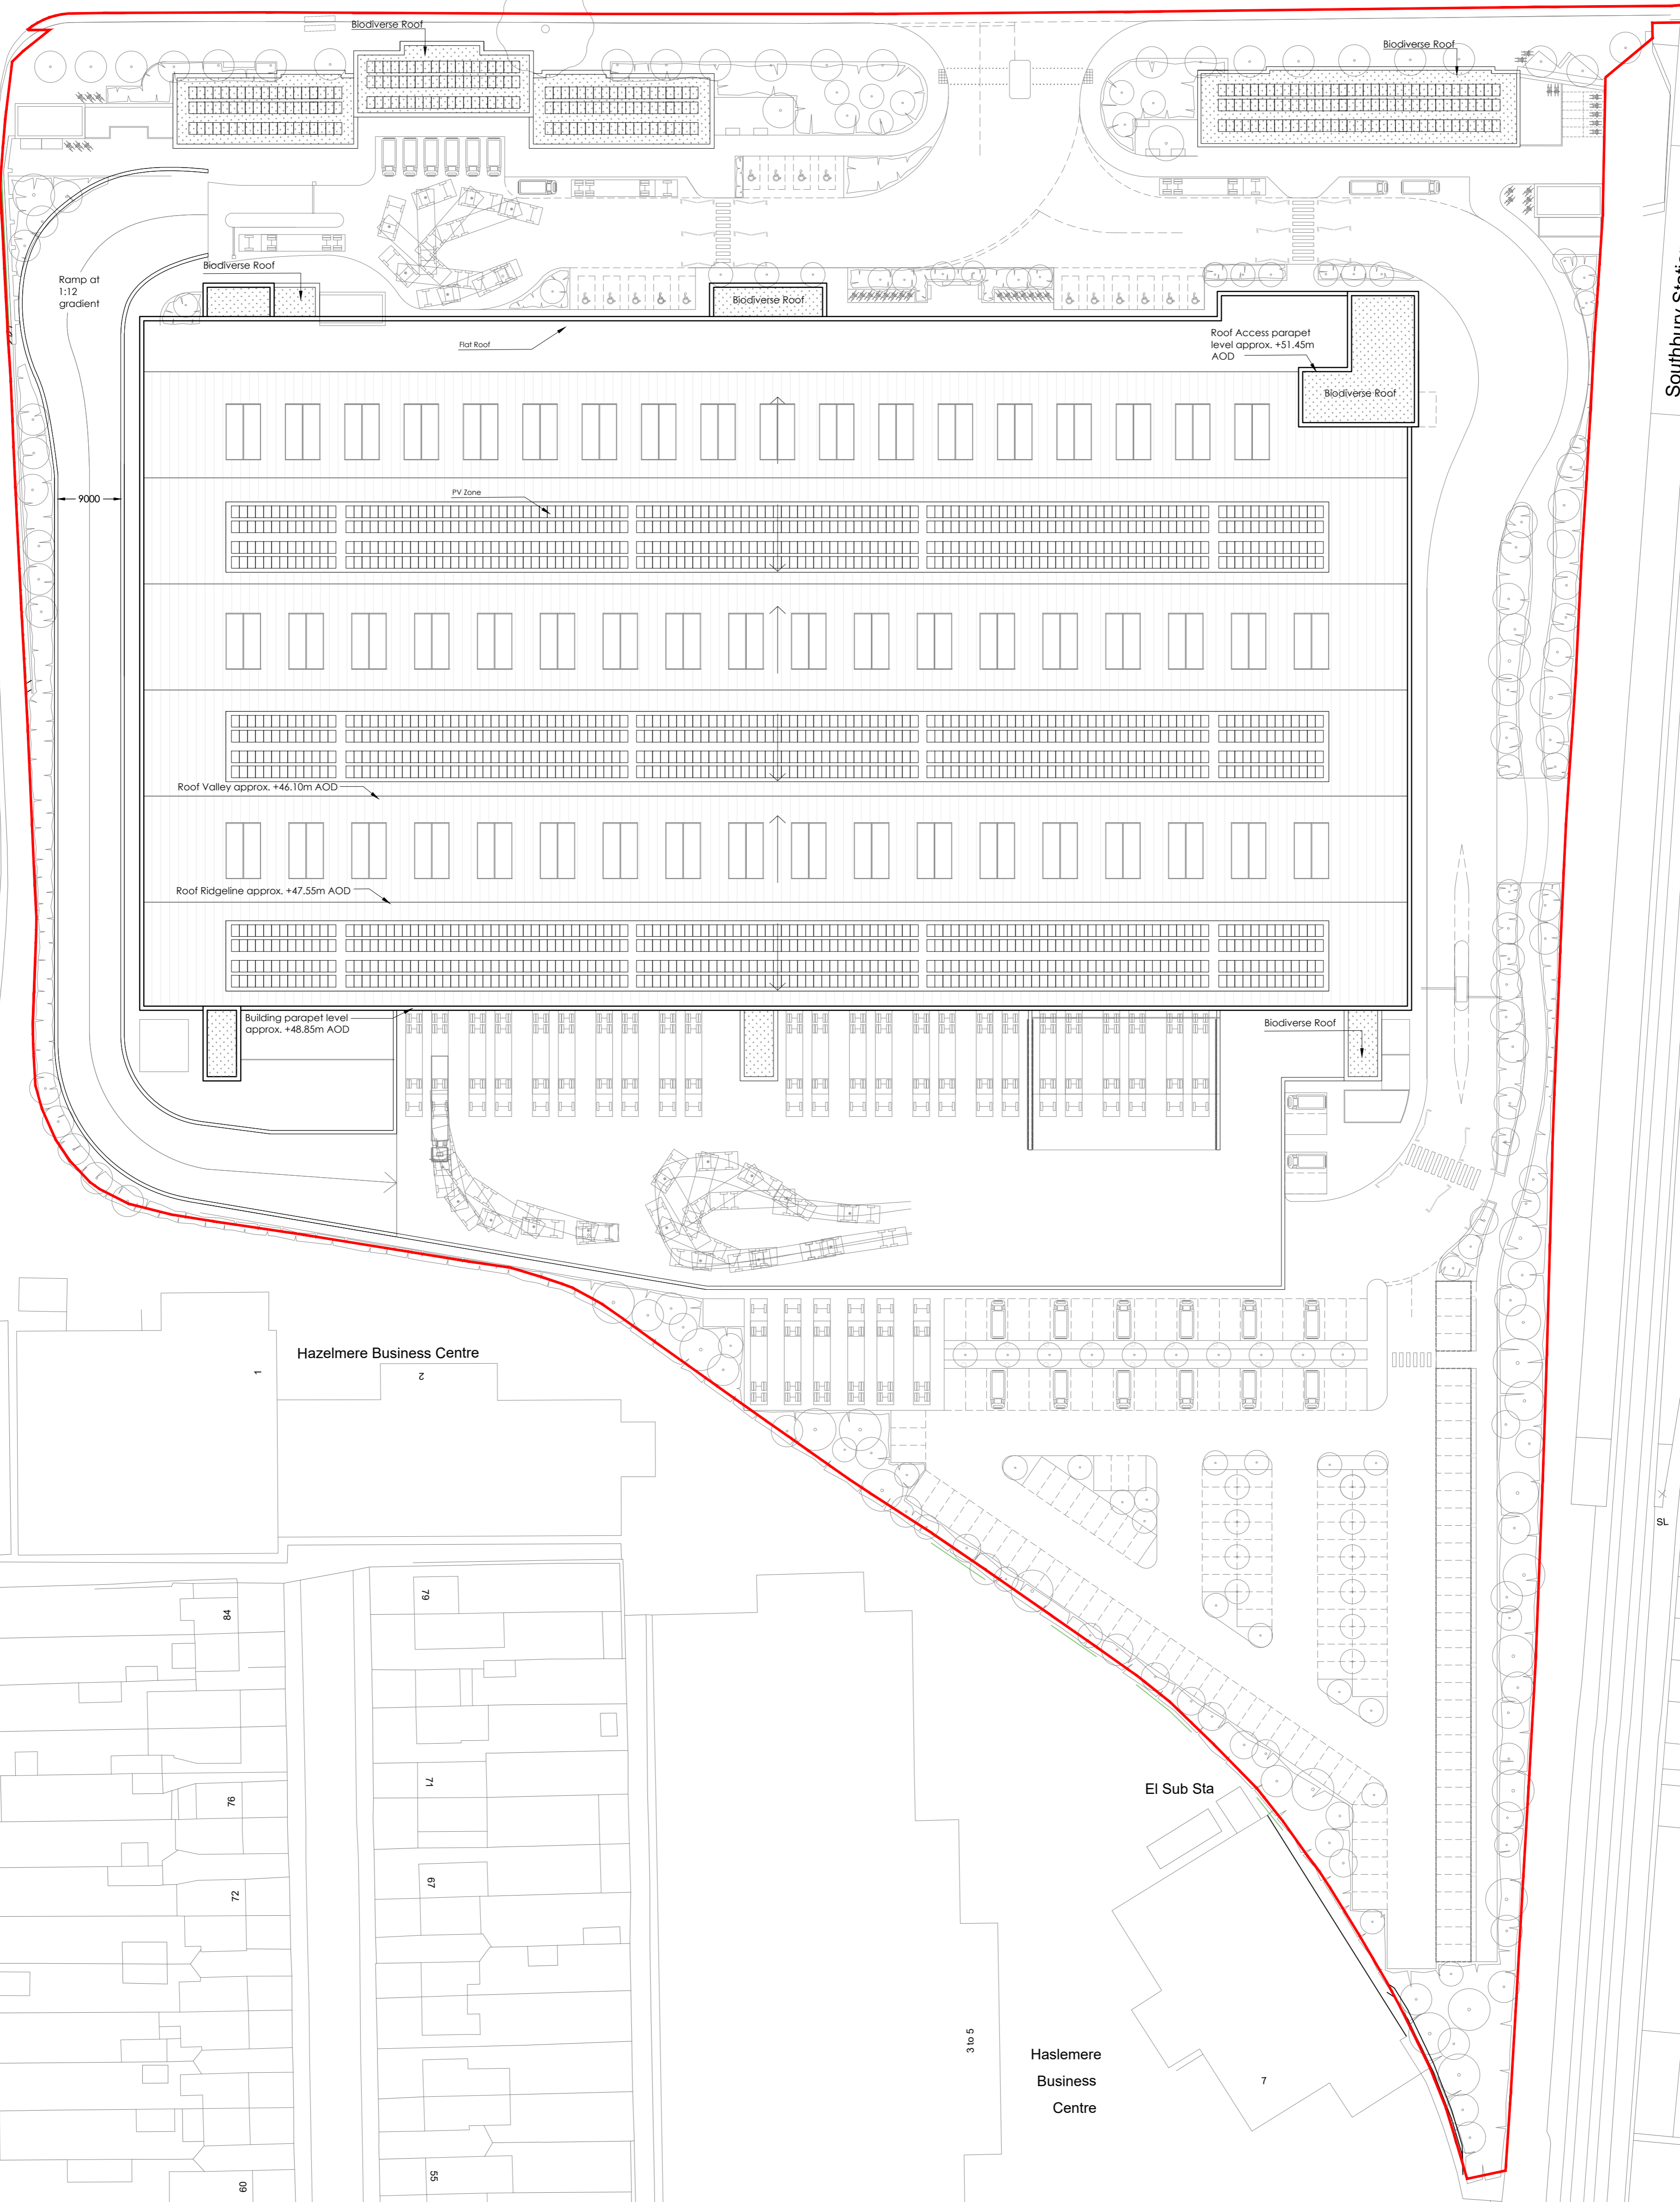 Biodiverse Roof
Biodiverse Roof
Ramp at
1:12
gradient
Biodiverse Roof
Biodiverse Roof
Flat Roof
Roof Access parapet
level approx. +51.45m
AOD
Biodiverse Roof
9000
PV Zone
Roof Valley approx. +46.10m AOD
Roof Ridgeline approx. +47.55m AOD
Building parapet level
approx. +48.85m AOD
Biodiverse Roof
Hazelmere Business Centre
1
2
SL
79
84
El Sub Sta
71
76
67
72
3 to 5
Haslemere
Business
Centre
7
55
60
Southbury